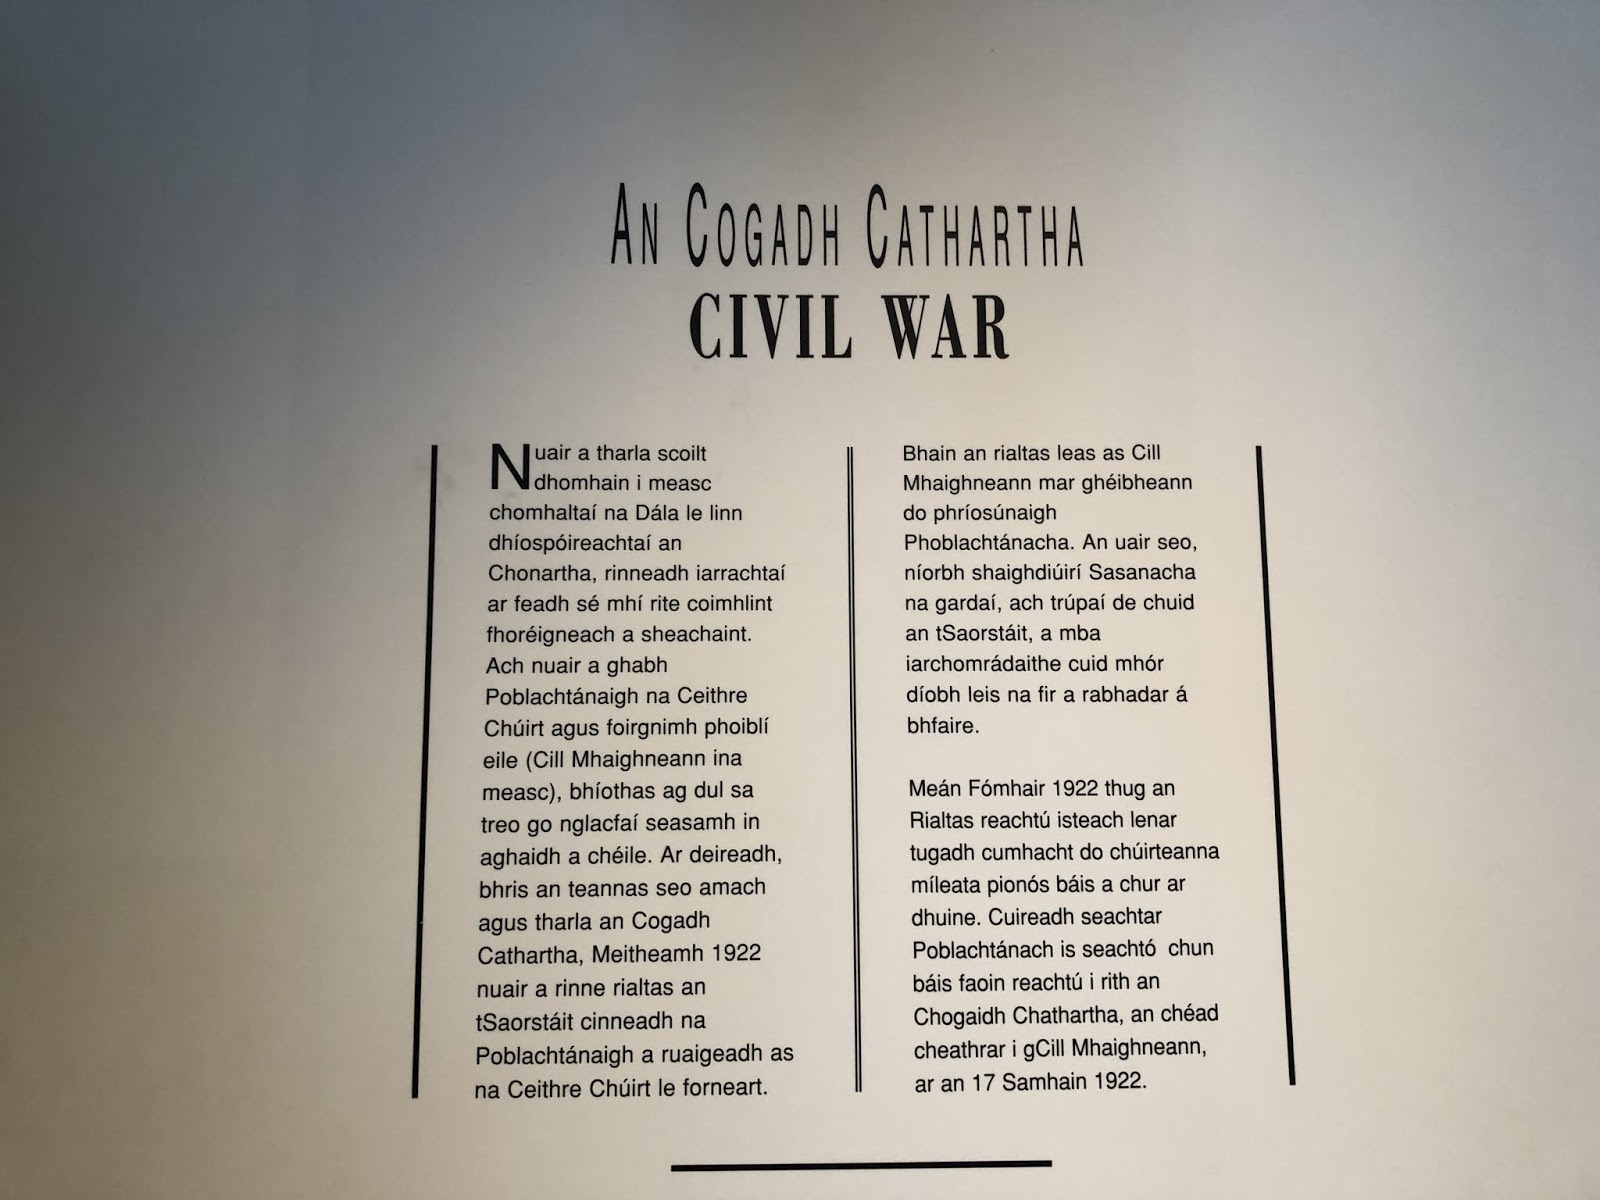 AN COGADH CATHARTHA
CIVIL WAR
Nuair a tharla scoilt
dhomhain i measc
chomhaltaí na Dála le linn
dhíospóireachtaí an
Chonartha, rinneadh iarrachtaí
ar feadh sé mhí rite coimhlint
fhoréigneach a sheachaint.
Ach nuair a ghabh
Poblachtánaigh na Ceithre
Chúirt agus foirgnimh phoiblí
eile (Cill Mhaighneann ina
measc), bhíothas ag dul sa
treo go nglacfaí seasamh in
aghaidh a chéile. Ar deireadh,
bhris an teannas seo amach
agus tharla an Cogadh
Cathartha, Meitheamh 1922
nuair a rinne rialtas an
tSaorstáit cinneadh na
Poblachtánaigh a ruaigeadh as
na Ceithre Chúirt le forneart.
Bhain an rialtas leas as Cill
Mhaighneann mar ghéibheann
do phríosúnaigh
Phoblachtánacha. An uair seo,
níorbh shaighdiúirí Sasanacha
na gardaí, ach trúpaí de chuid
an tSaorstáit, a mba
iarchomrádaithe cuid mhór
díobh leis na fir a rabhadar á
bhfaire.
Meán Fómhair 1922 thug an
Rialtas reachtú isteach lenar
tugadh cumhacht do chúirteanna
míleata pionós báis a chur ar
dhuine. Cuireadh seachtar
Poblachtánach is seachtó chun
báis faoin reachtú i rith an
Chogaidh Chathartha, an chéad
cheathrar i gCill Mhaighneann,
ar an 17 Samhain 1922.